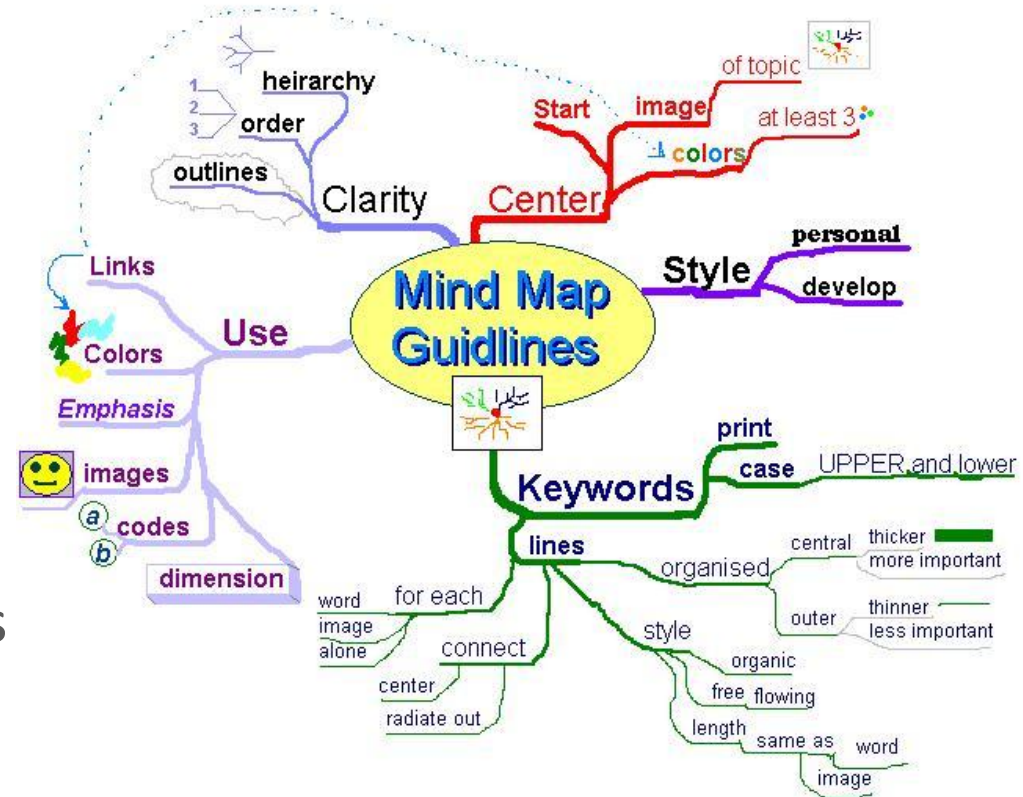 Mind Map
Guidlines
Center
Start
image
of topic
colors
at least 3
Style
personal
develop
Keywords
print
case
UPPER and lower
lines
organised
central
thicker
more important
outer
thinner
less important
style
organic
free flowing
length
same as
word
image
connect
center
radiate out
for each
word
image
alone
Use
Links
Colors
Emphasis
images
codes
a
b
dimension
Clarity
heirarchy
order
1
2
3
outlines
s